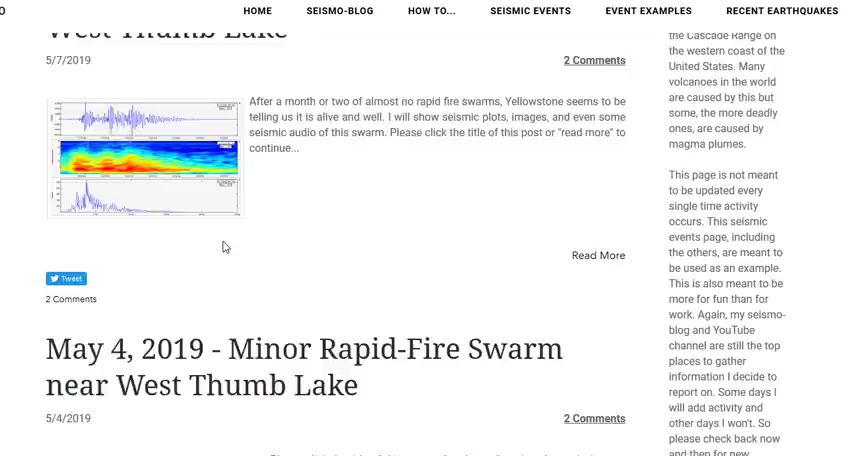 HOME SEISMO-BLOG HOW TO... SEISMIC EVENTS EVENT EXAMPLES RECENT EARTHQUAKES
West Thumb Lake
5/7/2019 2 Comments
After a month or two of almost no rapid fire swarms, Yellowstone seems to be
telling us it is alive and well. I will show seismic plots, images, and even some
seismic audio of this swarm. Please click the title of this post or "read more" to
continue...
Read More
Tweet
2 Comments
May 4, 2019 - Minor Rapid-Fire Swarm
near West Thumb Lake
5/4/2019 2 Comments
the Cascade Range on
the western coast of the
United States. Many
volcanoes in the world
are caused by this but
some, the more deadly
ones, are caused by
magma plumes.
This page is not meant
to be updated every
single time activity
occurs. This seismic
events page, including
the others, are meant to
be used as an example.
This is also meant to be
more for fun than for
work. Again, my seismo-
blog and YouTube
channel are still the top
places to gather
information I decide to
report on. Some days I
will add activity and
other days I won't. So
please check back now
and then for new